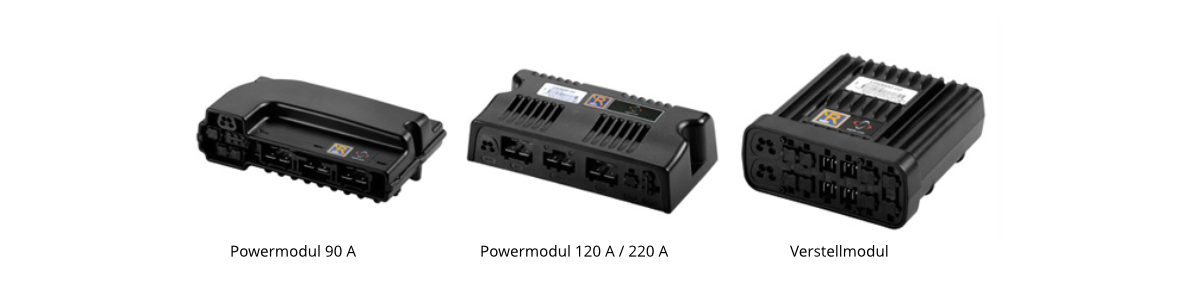 Powermodul 90 A
Powermodul 120 A / 220 A
Verstellmodul